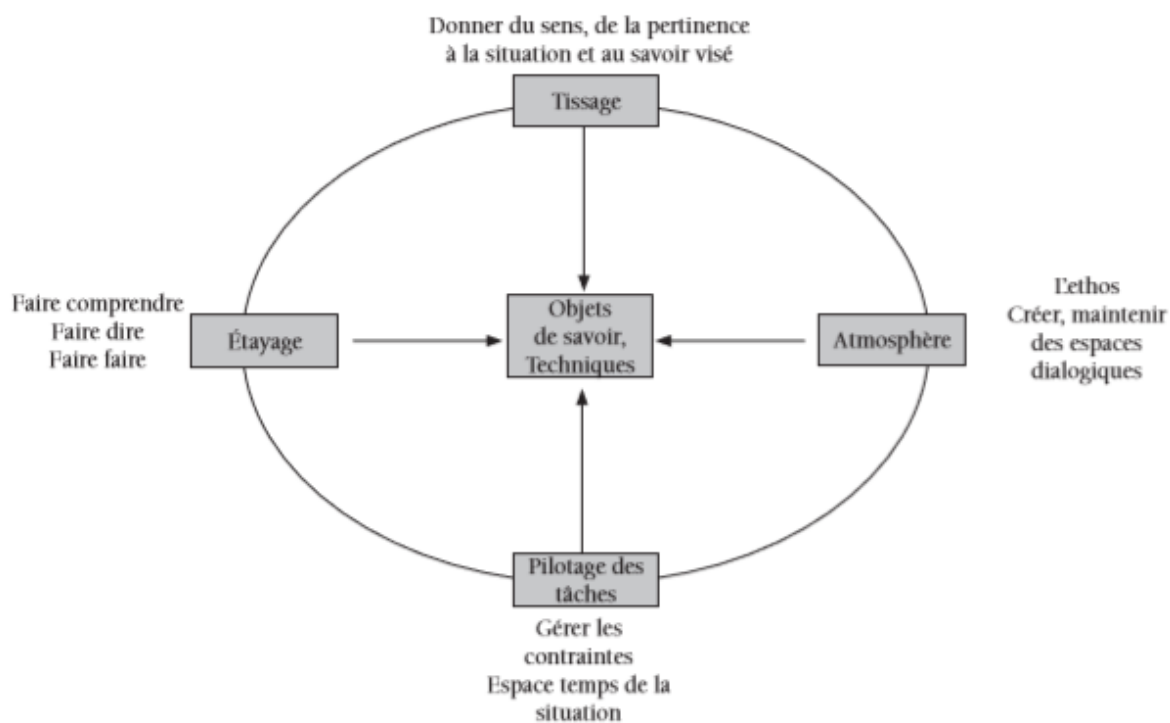 Donner du sens, de la pertinence
à la situation et au savoir visé
Tissage
Faire comprendre
Faire dire
Faire faire
Étayage
Objets
de savoir,
Techniques
Atmosphère
L'ethos
Créer, maintenir
des espaces
dialogiques
Pilotage des
tâches
Gérer les
contraintes
Espace temps de la
situation